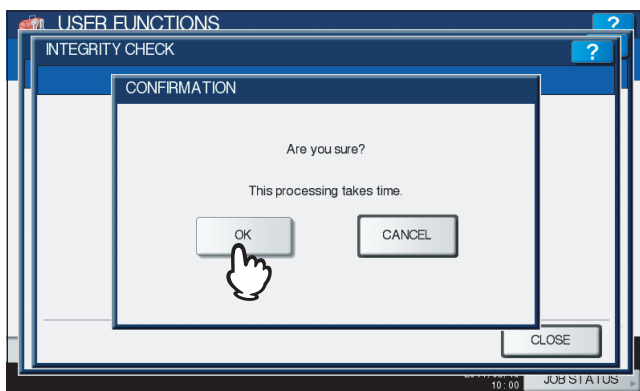 USER FUNCTIONS
?
INTEGRITY CHECK
?
CONFIRMATION
Are you sure?
This processing takes time.
OK
CANCEL
CLOSE
10:00
JOB STATUS